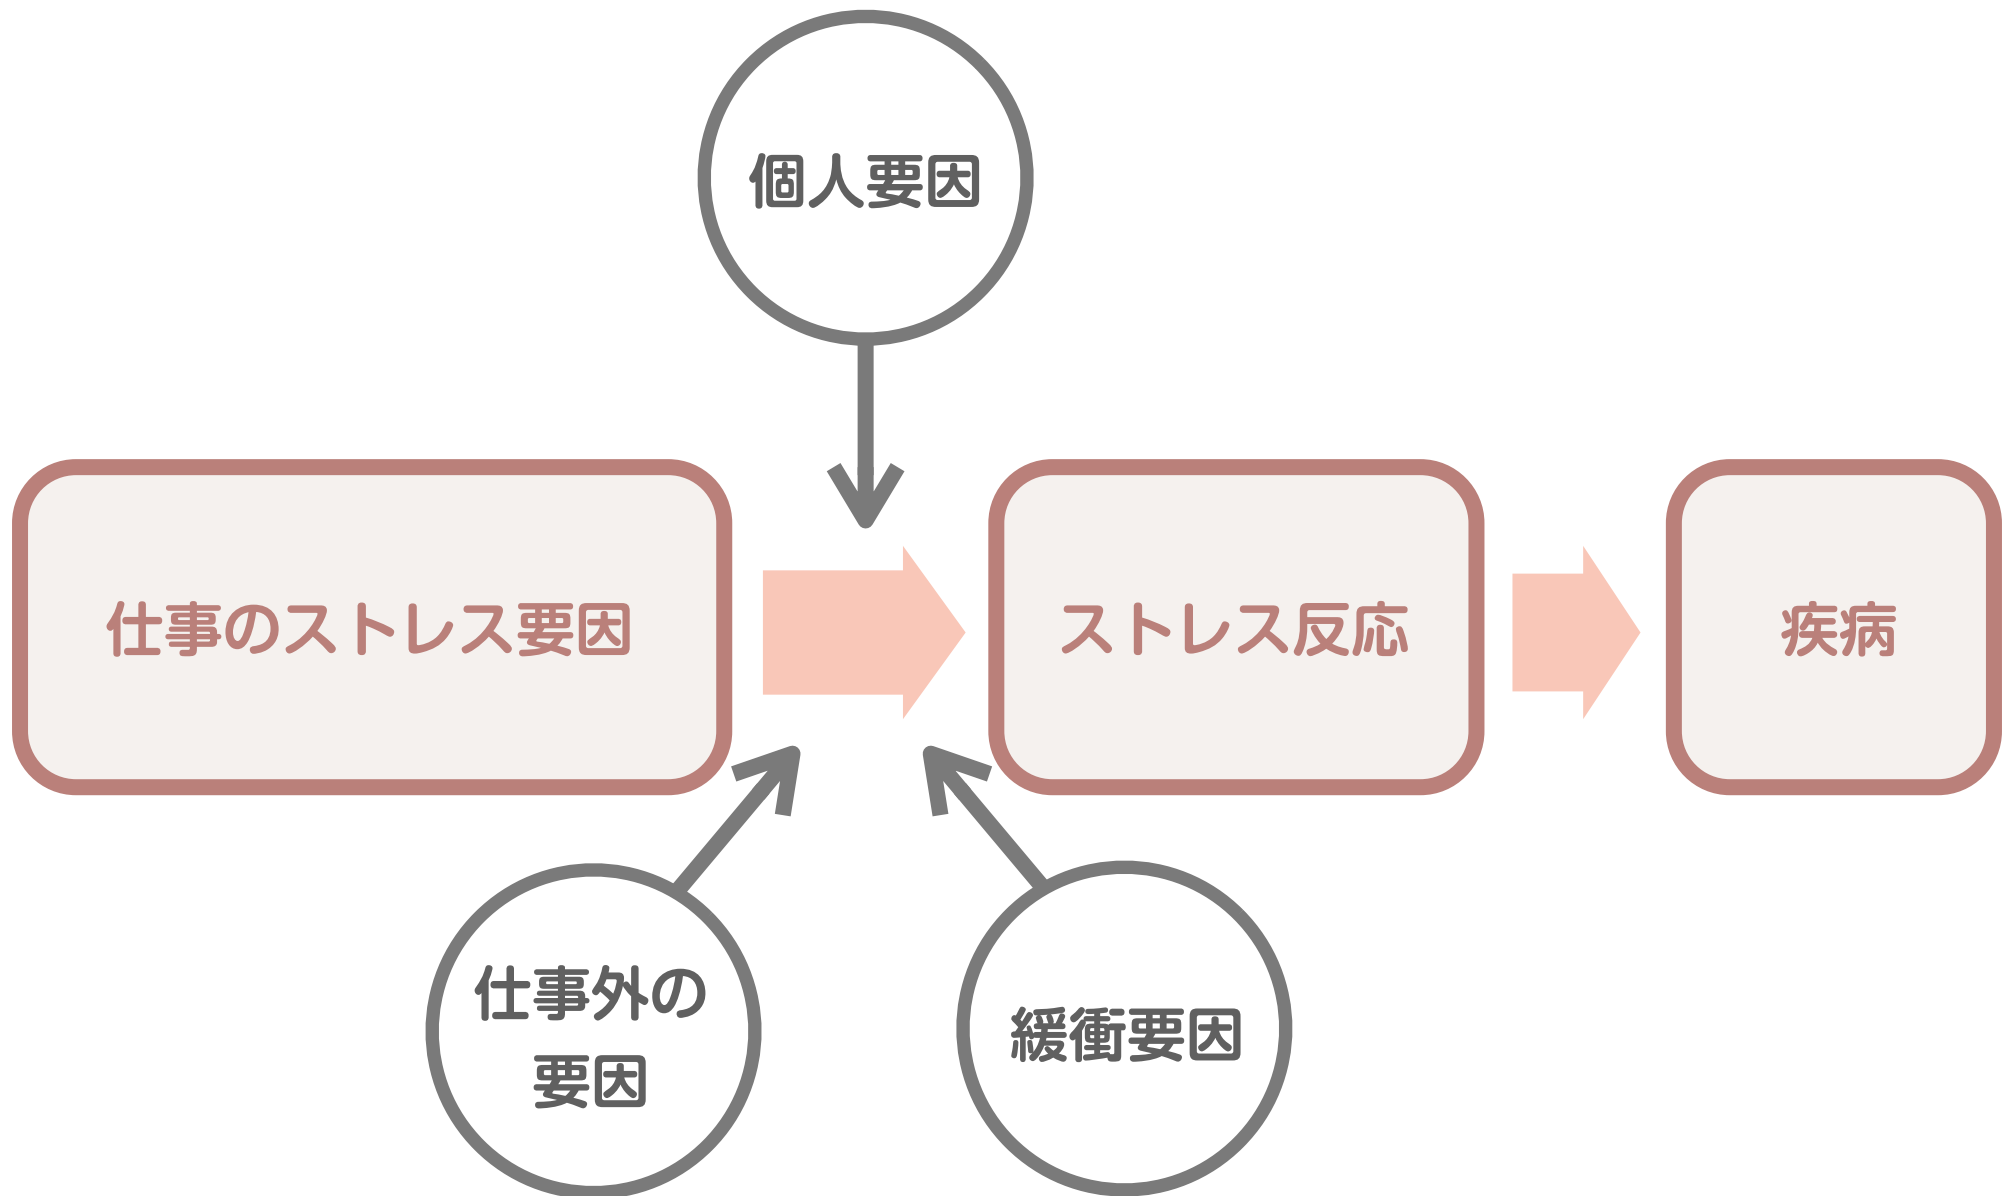 個人要因
仕事のストレス要因
ストレス反応
疾病
仕事外の
要因
緩衝要因